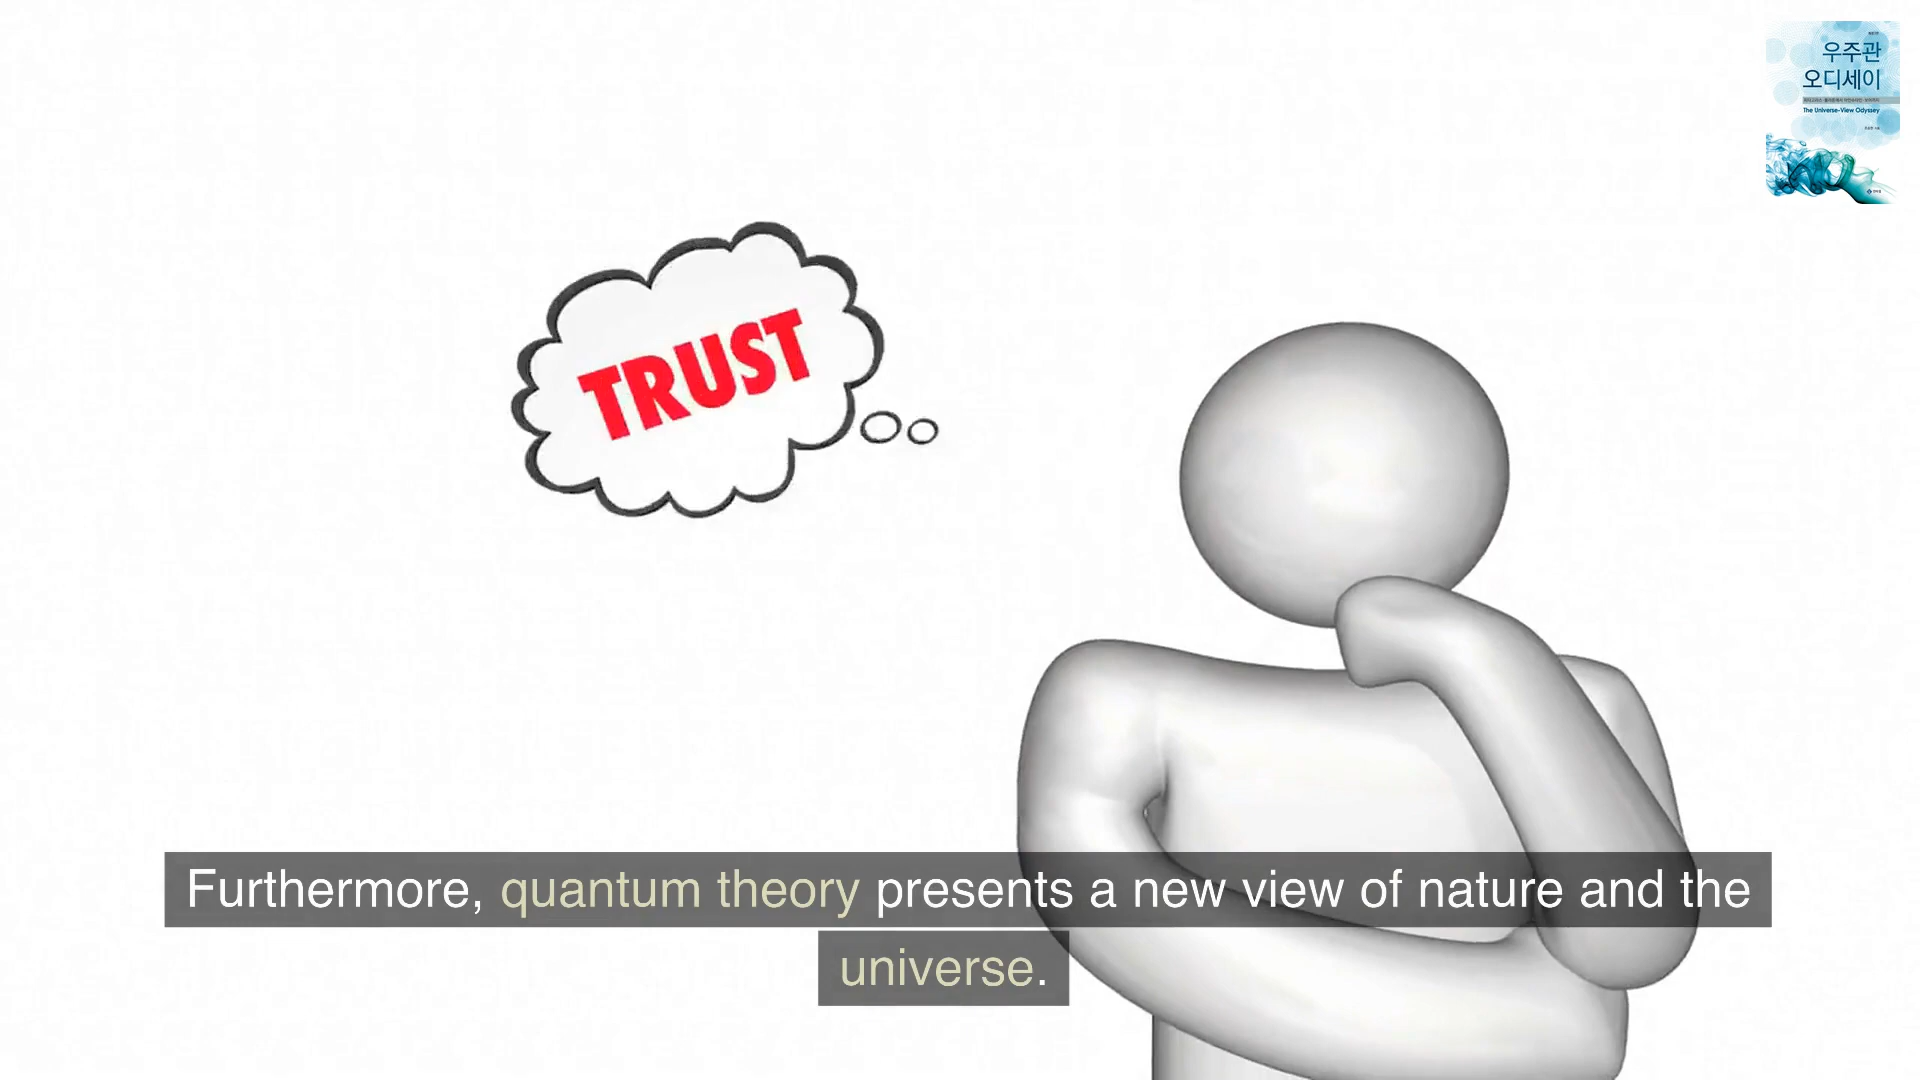 우주관
오디세이
The Universe-View Odyssey
TRUST
Furthermore, quantum theory presents a new view of nature and the
universe.